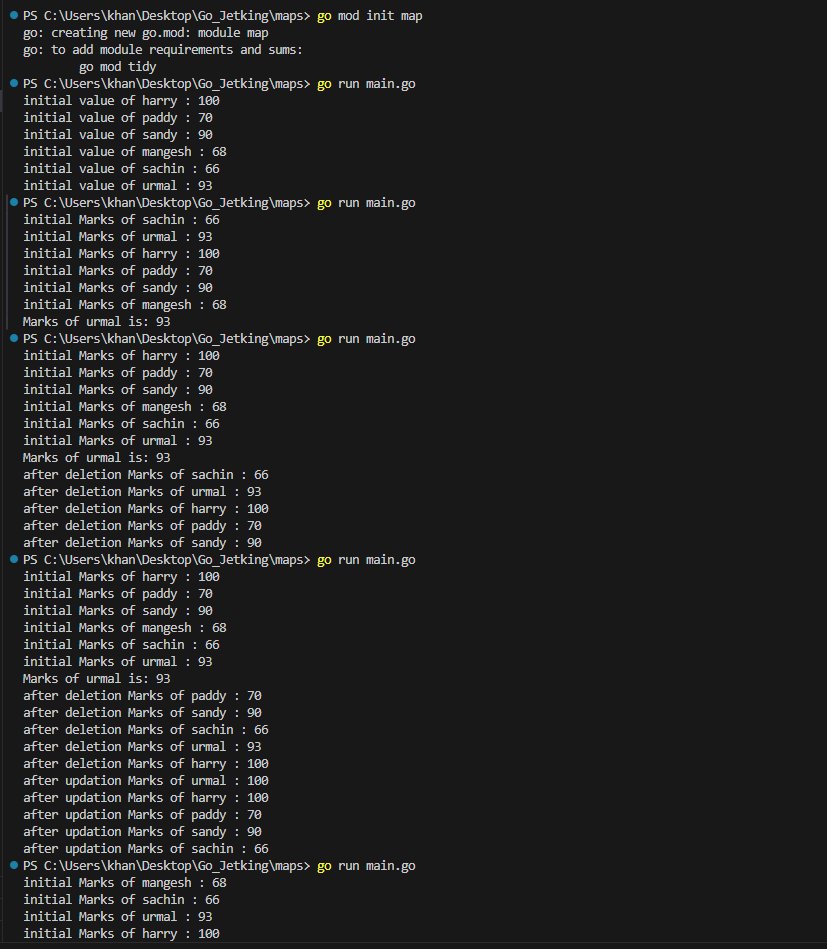 PS C:\Users\khan\Desktop\Go_Jetking\maps> go mod init map
go: creating new go.mod: module map
go: to add module requirements and sums:
        go mod tidy
PS C:\Users\khan\Desktop\Go_Jetking\maps> go run main.go
initial value of harry : 100
initial value of paddy : 70
initial value of sandy : 90
initial value of mangesh : 68
initial value of sachin : 66
initial value of urmal : 93
PS C:\Users\khan\Desktop\Go_Jetking\maps> go run main.go
initial Marks of sachin : 66
initial Marks of urmal : 93
initial Marks of harry : 100
initial Marks of paddy : 70
initial Marks of sandy : 90
initial Marks of mangesh : 68
Marks of urmal is: 93
PS C:\Users\khan\Desktop\Go_Jetking\maps> go run main.go
initial Marks of harry : 100
initial Marks of paddy : 70
initial Marks of sandy : 90
initial Marks of mangesh : 68
initial Marks of sachin : 66
initial Marks of urmal : 93
Marks of urmal is: 93
after deletion Marks of sachin : 66
after deletion Marks of urmal : 93
after deletion Marks of harry : 100
after deletion Marks of paddy : 70
after deletion Marks of sandy : 90
PS C:\Users\khan\Desktop\Go_Jetking\maps> go run main.go
initial Marks of harry : 100
initial Marks of paddy : 70
initial Marks of sandy : 90
initial Marks of mangesh : 68
initial Marks of sachin : 66
initial Marks of urmal : 93
Marks of urmal is: 93
after deletion Marks of paddy : 70
after deletion Marks of sandy : 90
after deletion Marks of sachin : 66
after deletion Marks of urmal : 93
after deletion Marks of harry : 100
after updation Marks of urmal : 100
after updation Marks of harry : 100
after updation Marks of paddy : 70
after updation Marks of sandy : 90
after updation Marks of sachin : 66
PS C:\Users\khan\Desktop\Go_Jetking\maps> go run main.go
initial Marks of mangesh : 68
initial Marks of sachin : 66
initial Marks of urmal : 93
initial Marks of harry : 100